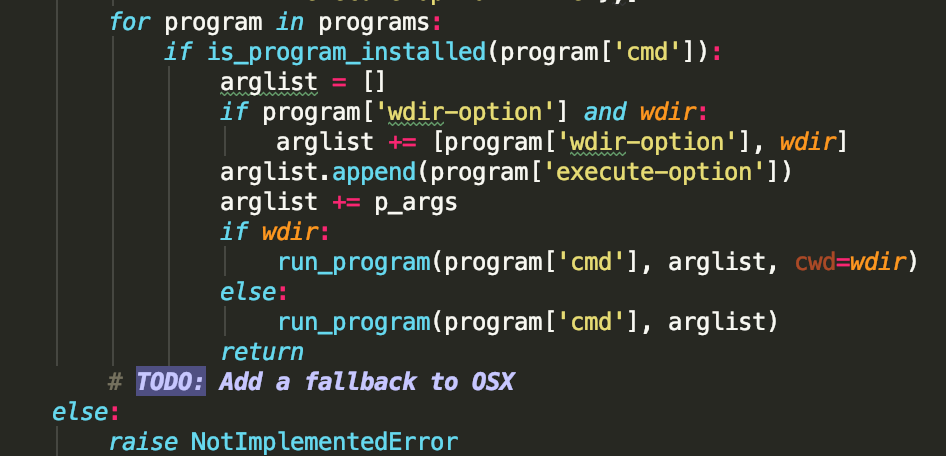 for program in programs:
if is_program_installed(program['cmd']):
arglist = []
if program['wdir-option'] and wdir:
arglist += [program['wdir-option'], wdir]
arglist.append(program['execute-option'])
arglist += p_args
if wdir:
run_program(program['cmd'], arglist, cwd=wdir)
else:
run_program(program['cmd'], arglist)
return
# TODO: Add a fallback to OSX
else:
raise NotImplementedError